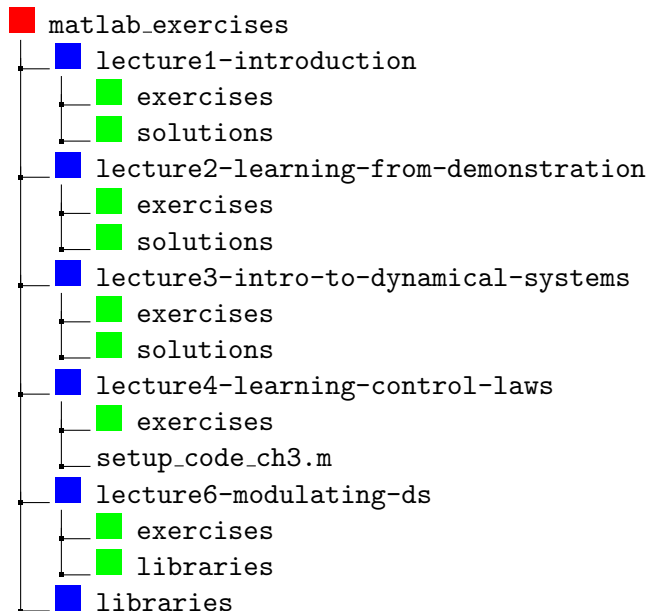 matlab_exercises
lecture1-introduction
exercises
solutions
lecture2-learning-from-demonstration
exercises
solutions
lecture3-intro-to-dynamical-systems
exercises
solutions
lecture4-learning-control-laws
exercises
setup_code_ch3.m
lecture6-modulating-ds
exercises
libraries
libraries